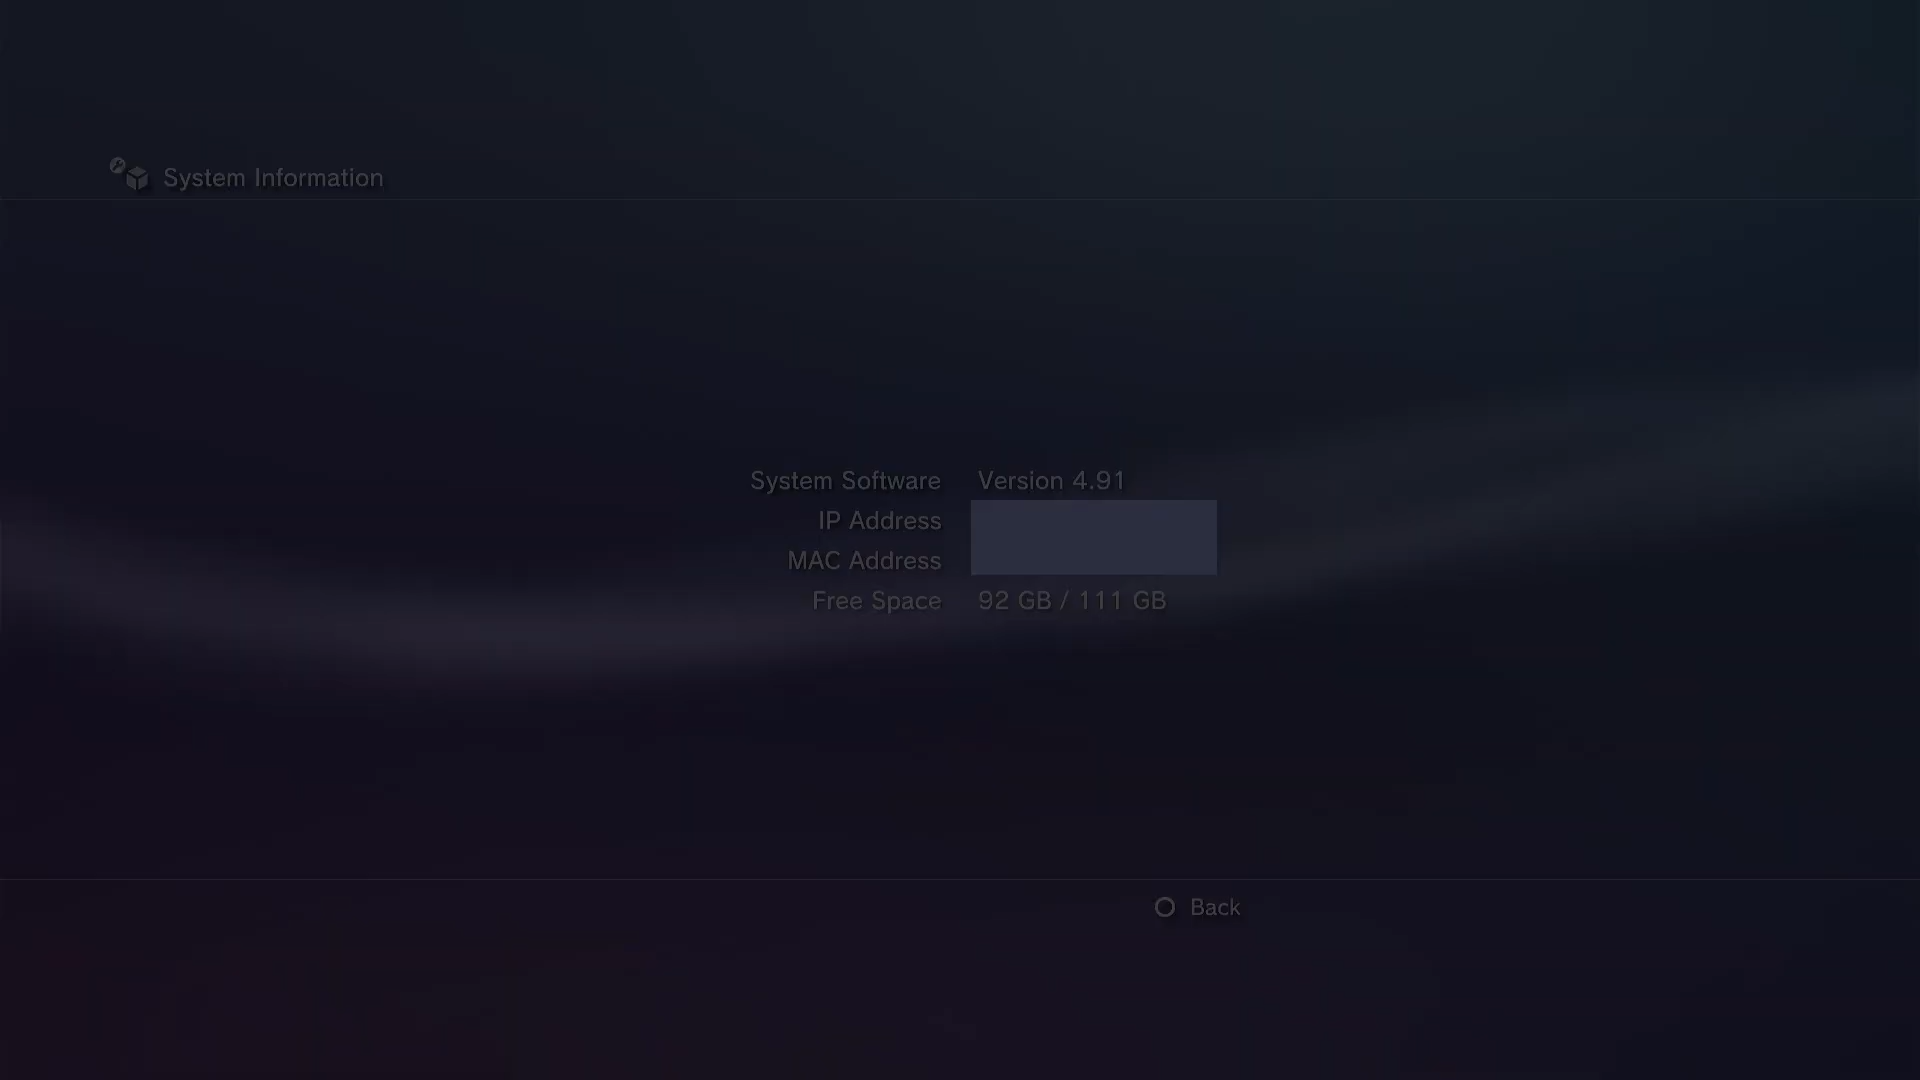 System Information
System Software Version 4.91
IP Address
MAC Address
Free Space 92 GB / 111 GB
Back